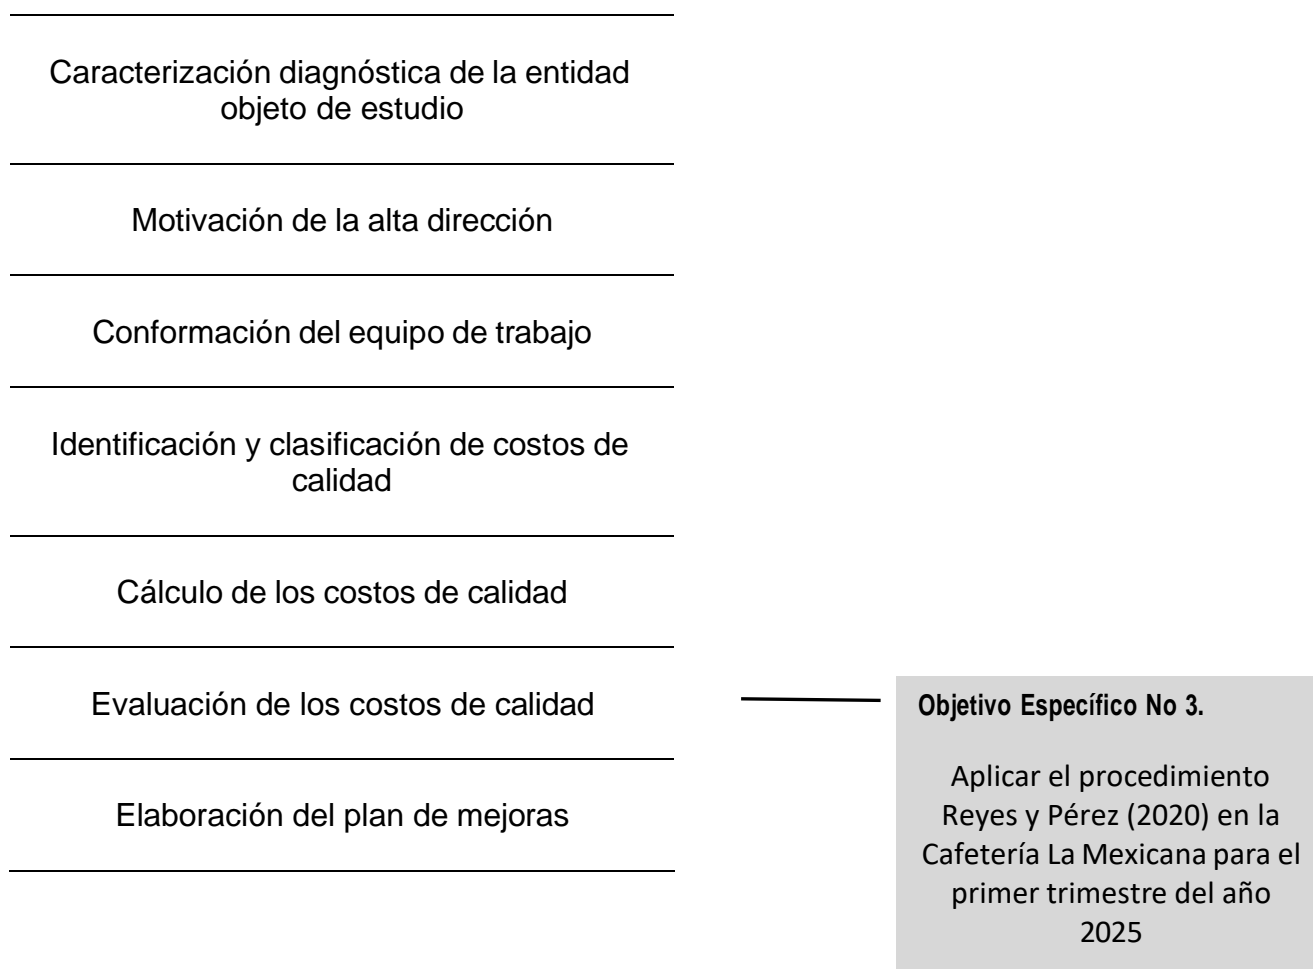 Caracterización diagnóstica de la entidad
objeto de estudio
Motivación de la alta dirección
Conformación del equipo de trabajo
Identificación y clasificación de costos de
calidad
Cálculo de los costos de calidad
Evaluación de los costos de calidad
Elaboración del plan de mejoras
Objetivo Específico No 3.
Aplicar el procedimiento
Reyes y Pérez (2020) en la
Cafetería La Mexicana para el
primer trimestre del año
2025